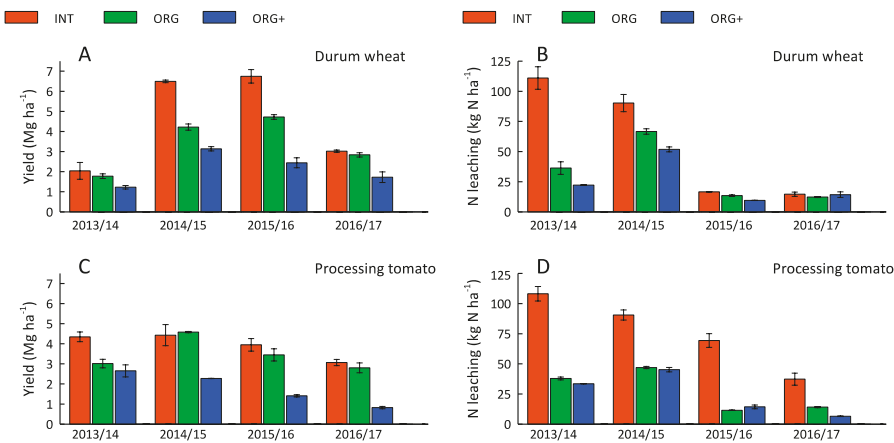 INT ORG ORG+
INT ORG ORG+
A
Durum wheat
Yield (Mg ha⁻¹)
7
6
5
4
3
2
1
0
2013/14 2014/15 2015/16 2016/17
B
Durum wheat
N leaching (kg N ha⁻¹)
125
100
75
50
25
0
2013/14 2014/15 2015/16 2016/17
C
Processing tomato
Yield (Mg ha⁻¹)
7
6
5
4
3
2
1
0
2013/14 2014/15 2015/16 2016/17
D
Processing tomato
N leaching (kg N ha⁻¹)
125
100
75
50
25
0
2013/14 2014/15 2015/16 2016/17